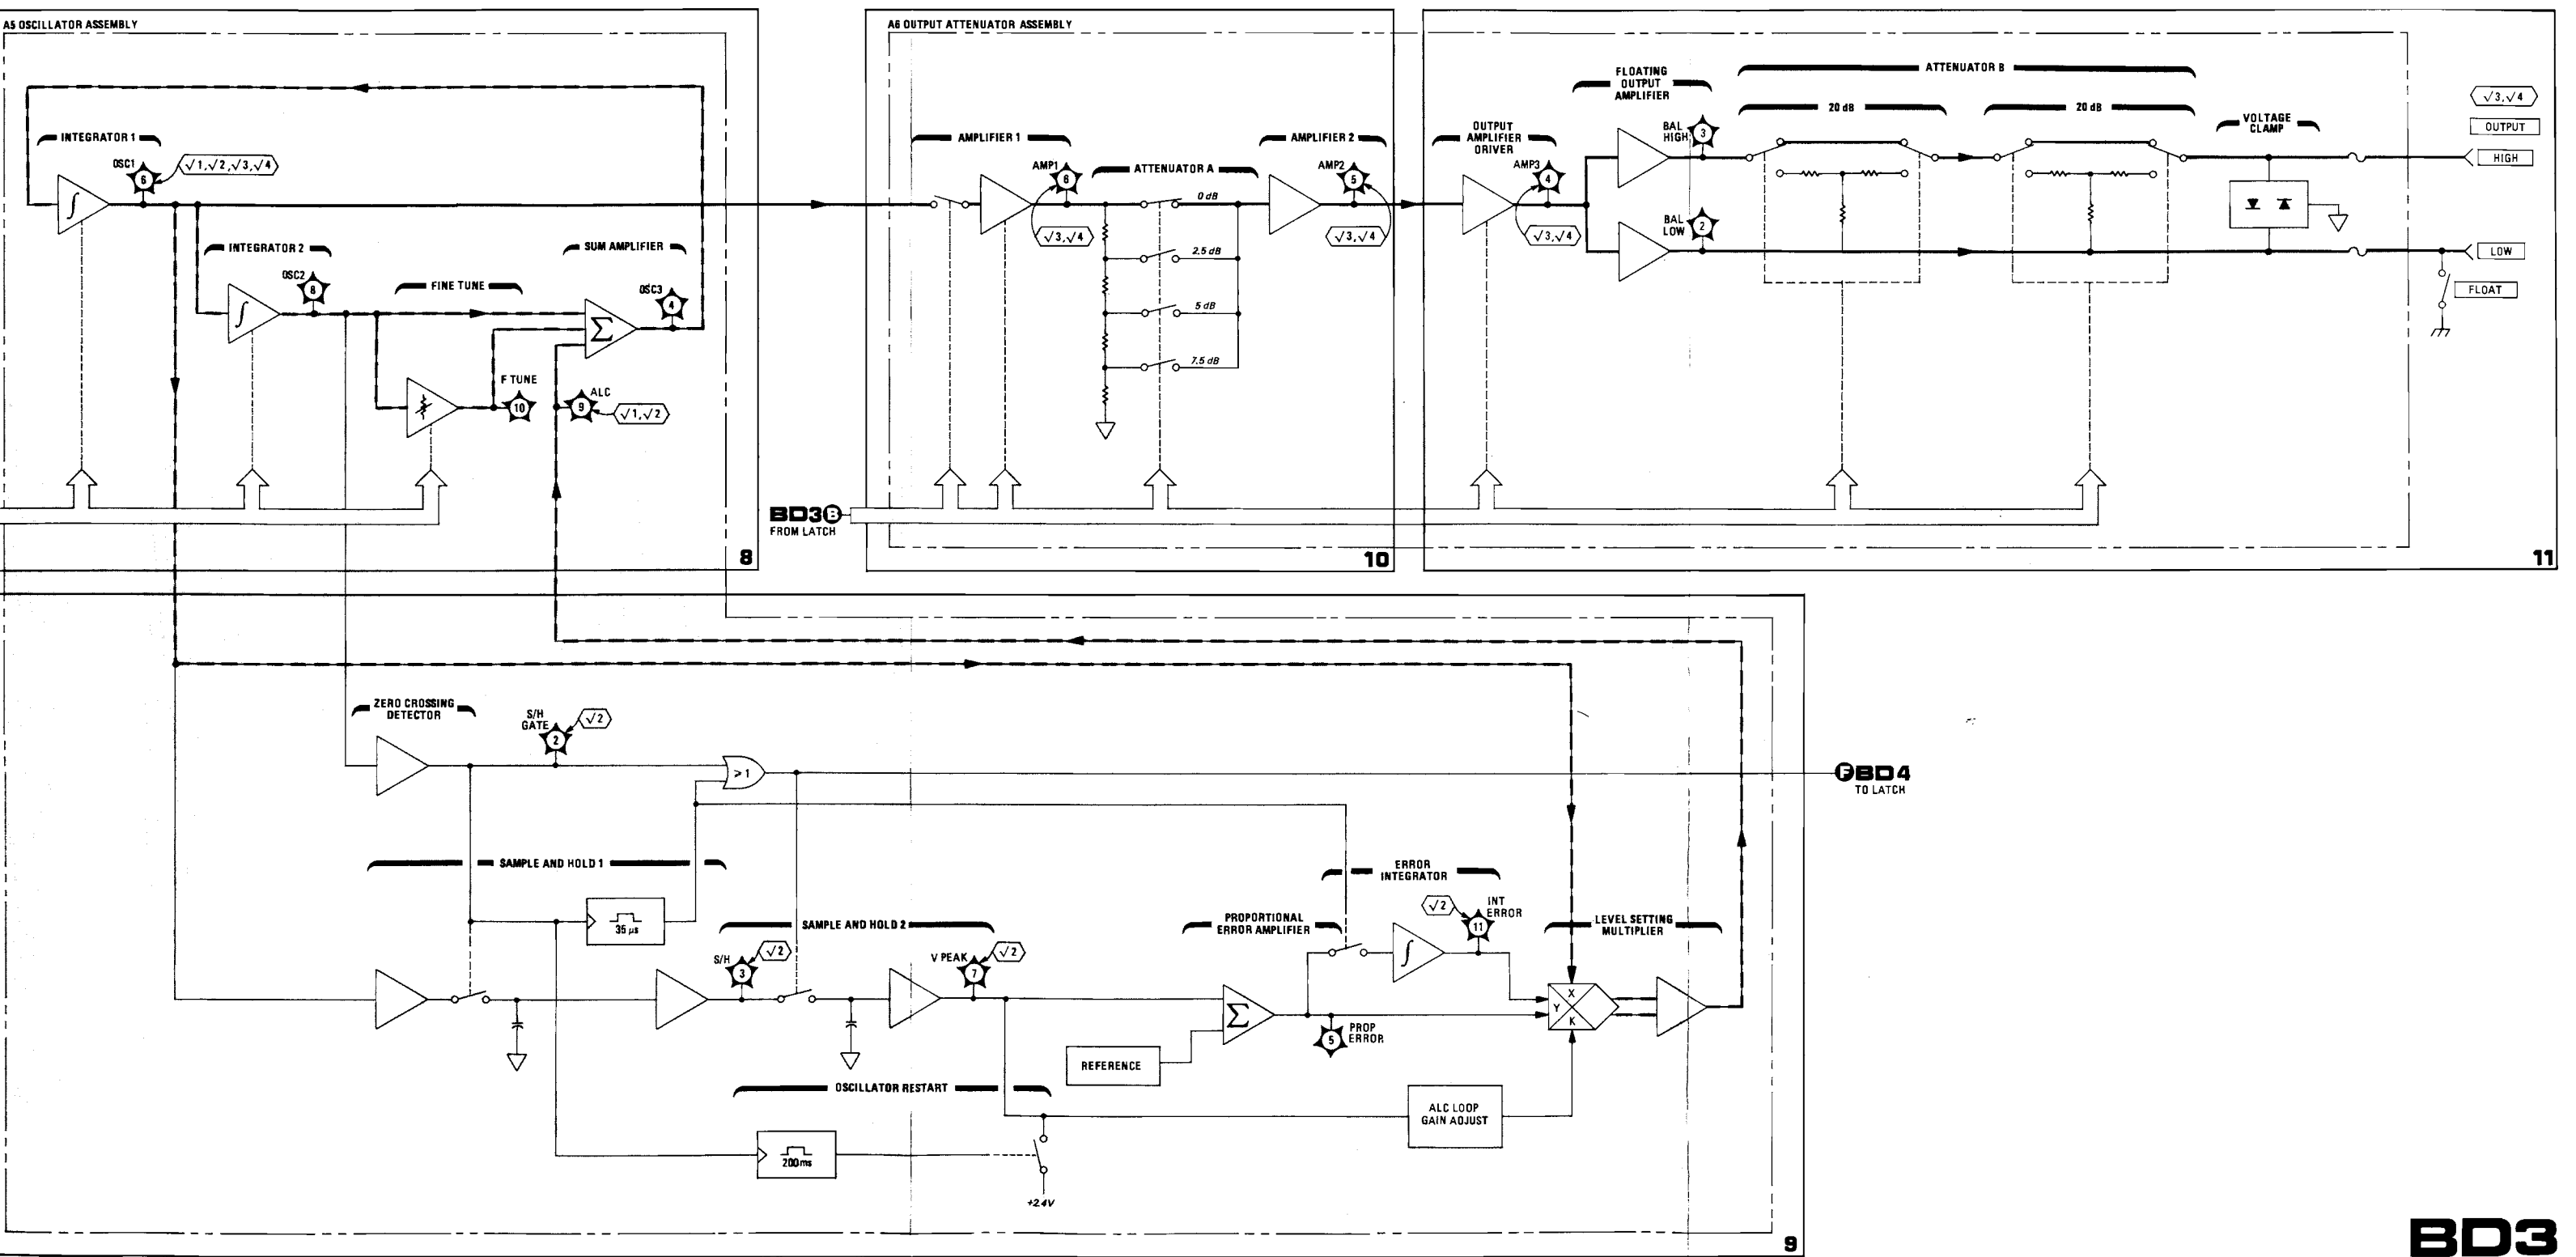 A5 OSCILLATOR ASSEMBLY
INTEGRATOR 1
OSC1
6
√1,√2,√3,√4
∫
INTEGRATOR 2
OSC2
8
∫
FINE TUNE
F TUNE
10
SUM AMPLIFIER
Σ
OSC3
4
ALC
9
√1,√2
8
A6 OUTPUT ATTENUATOR ASSEMBLY
AMPLIFIER 1
AMP1
6
√3,√4
ATTENUATOR A
0 dB
2.5 dB
5 dB
7.5 dB
AMPLIFIER 2
AMP2
5
√3,√4
BD3 B
FROM LATCH
10
OUTPUT
AMPLIFIER
DRIVER
AMP3
4
√3,√4
FLOATING
OUTPUT
AMPLIFIER
BAL
HIGH
3
BAL
LOW
2
ATTENUATOR B
20 dB
20 dB
VOLTAGE
CLAMP
√3,√4
OUTPUT
HIGH
LOW
FLOAT
11
ZERO CROSSING
DETECTOR
S/H
GATE
2
√2
>1
F BD4
TO LATCH
SAMPLE AND HOLD 1
35 µs
SAMPLE AND HOLD 2
S/H
3
√2
V PEAK
7
√2
PROPORTIONAL
ERROR AMPLIFIER
Σ
REFERENCE
PROP
ERROR
5
ERROR
INTEGRATOR
∫
√2
INT
ERROR
11
LEVEL SETTING
MULTIPLIER
X
Y
K
OSCILLATOR RESTART
200ms
+2.4V
ALC LOOP
GAIN ADJUST
9
BD3